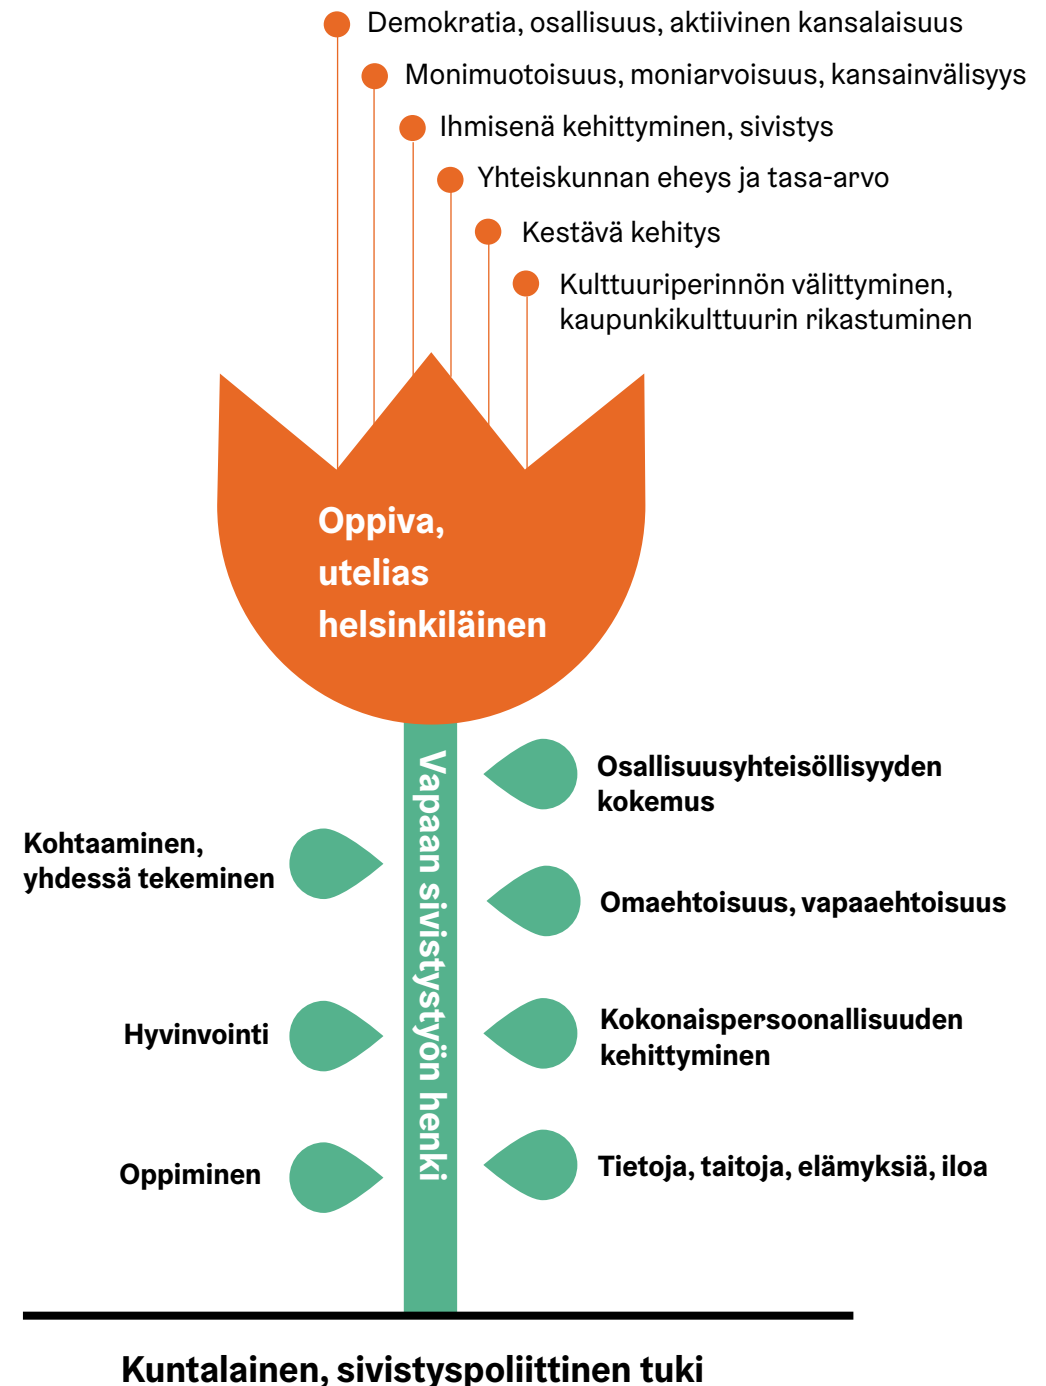 Demokratia, osallisuus, aktiivinen kansalaisuus
Monimuotoisuus, moniarvoisuus, kansainvälisyys
Ihmisenä kehittyminen, sivistys
Yhteiskunnan eheys ja tasa-arvo
Kestävä kehitys
Kulttuuriperinnön välittyminen,
kaupunkikulttuurin rikastuminen
Oppiva,
utelias
helsinkiläinen
Vapaan sivistystyön henki
Osallisuusyhteisöllisyyden
kokemus
Kohtaaminen,
yhdessä tekeminen
Omaehtoisuus, vapaaehtoisuus
Hyvinvointi
Kokonaispersoonallisuuden
kehittyminen
Oppiminen
Tietoja, taitoja, elämyksiä, iloa
Kuntalainen, sivistyspoliittinen tuki